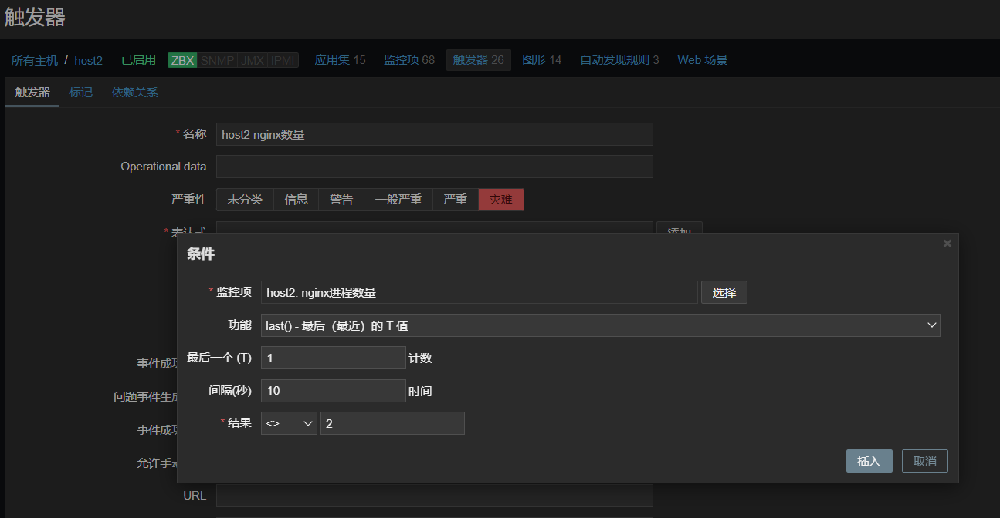 触发器
所有主机 / host2 已启用 ZBX SNMP JMX IPMI 应用集 15 监控项 68 触发器 26 图形 14 自动发现规则 3 Web 场景
触发器 标记 依赖关系
* 名称 host2 nginx数量
Operational data
严重性 未分类 信息 警告 一般严重 严重 灾难
* 表达式 添加
条件
* 监控项 host2: nginx进程数量 选择
功能 last() - 最后（最近）的 T 值
最后一个 (T) 1 计数
间隔(秒) 10 时间
* 结果 <> 2
插入 取消
事件成功
问题事件生成
事件成功
允许手动
URL